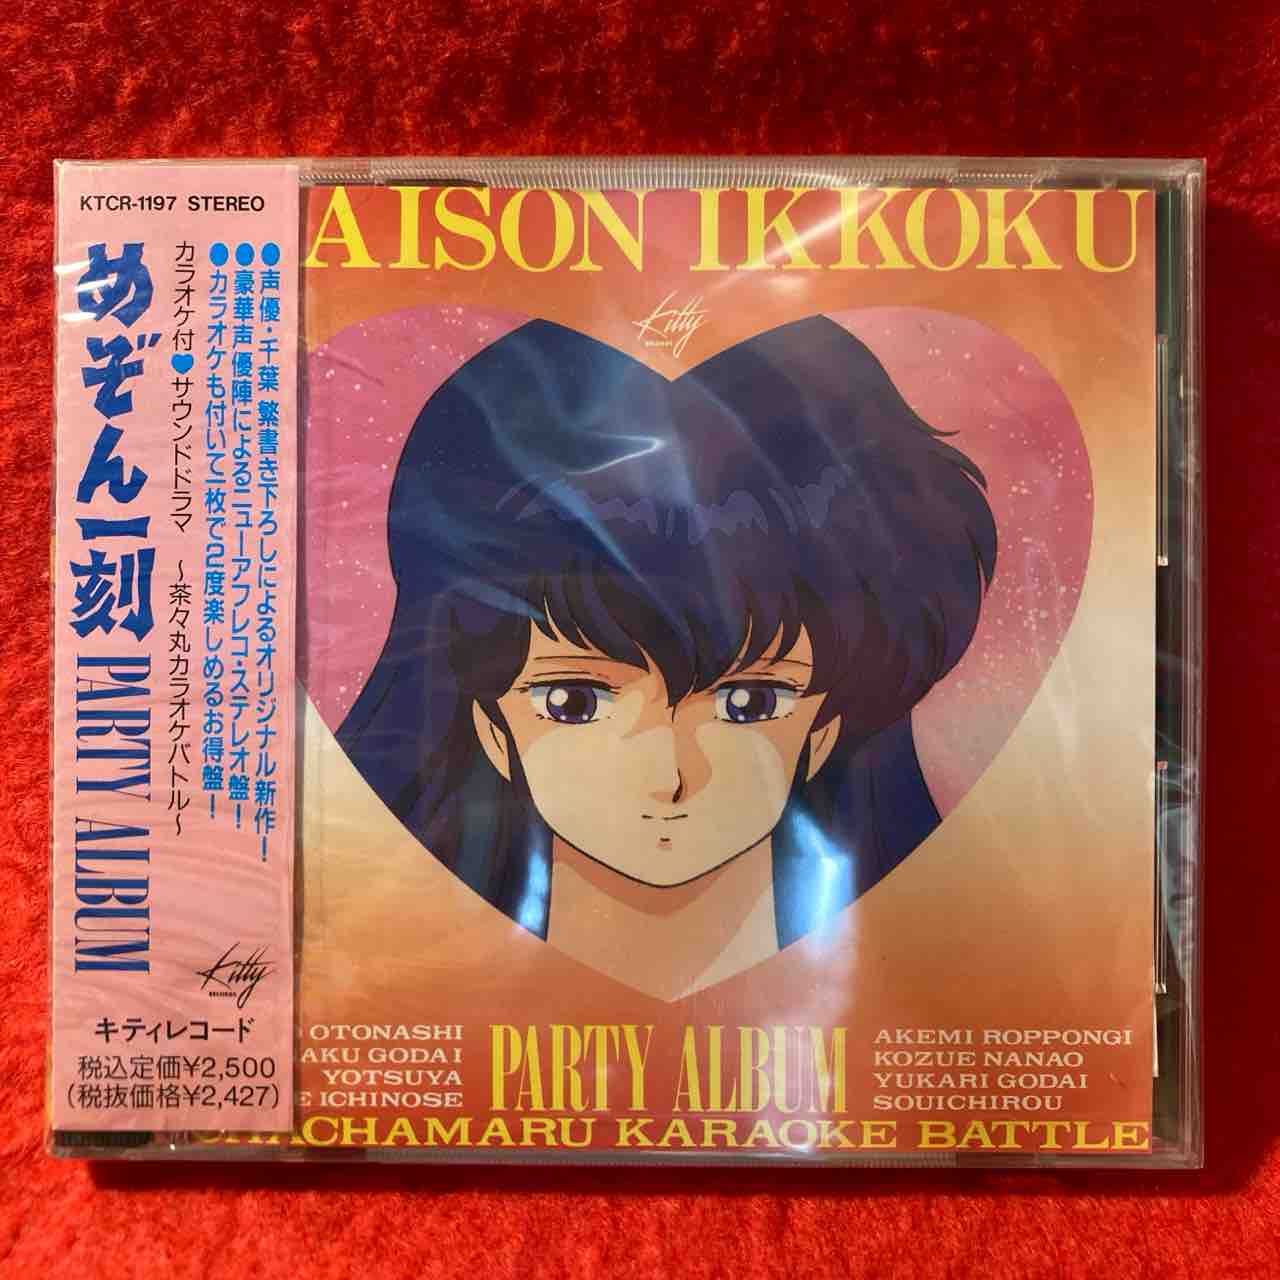 KTCR-1197 STEREO
●声優・千葉 繁書き下ろしによるオリジナル新作!
●豪華声優陣によるニューアフレコ・ステレオ盤!
●カラオケも付いて一枚で2度楽しめるお得盤!
カラオケ付♥サウンドドラマ ～茶々丸カラオケバトル～
めぞん一刻 PARTY ALBUM
Kitty
RECORDS
キティレコード
税込定価¥2,500
(税抜価格¥2,427)
AISON IKKOKU
Kitty
RECORDS
OTONASHI
AKU GODAI
YOTSUYA
E ICHINOSE
PARTY ALBUM
AKEMI ROPPONGI
KOZUE NANAO
YUKARI GODAI
SOUICHIROU
CHACHAMARU KARAOKE BATTLE